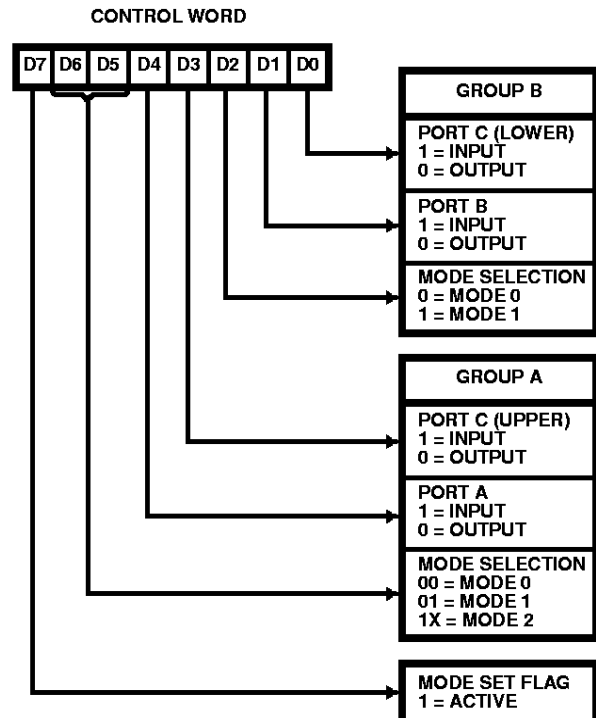 CONTROL WORD
D7 D6 D5 D4 D3 D2 D1 D0
GROUP B
PORT C (LOWER)
1 = INPUT
0 = OUTPUT
PORT B
1 = INPUT
0 = OUTPUT
MODE SELECTION
0 = MODE 0
1 = MODE 1
GROUP A
PORT C (UPPER)
1 = INPUT
0 = OUTPUT
PORT A
1 = INPUT
0 = OUTPUT
MODE SELECTION
00 = MODE 0
01 = MODE 1
1X = MODE 2
MODE SET FLAG
1 = ACTIVE